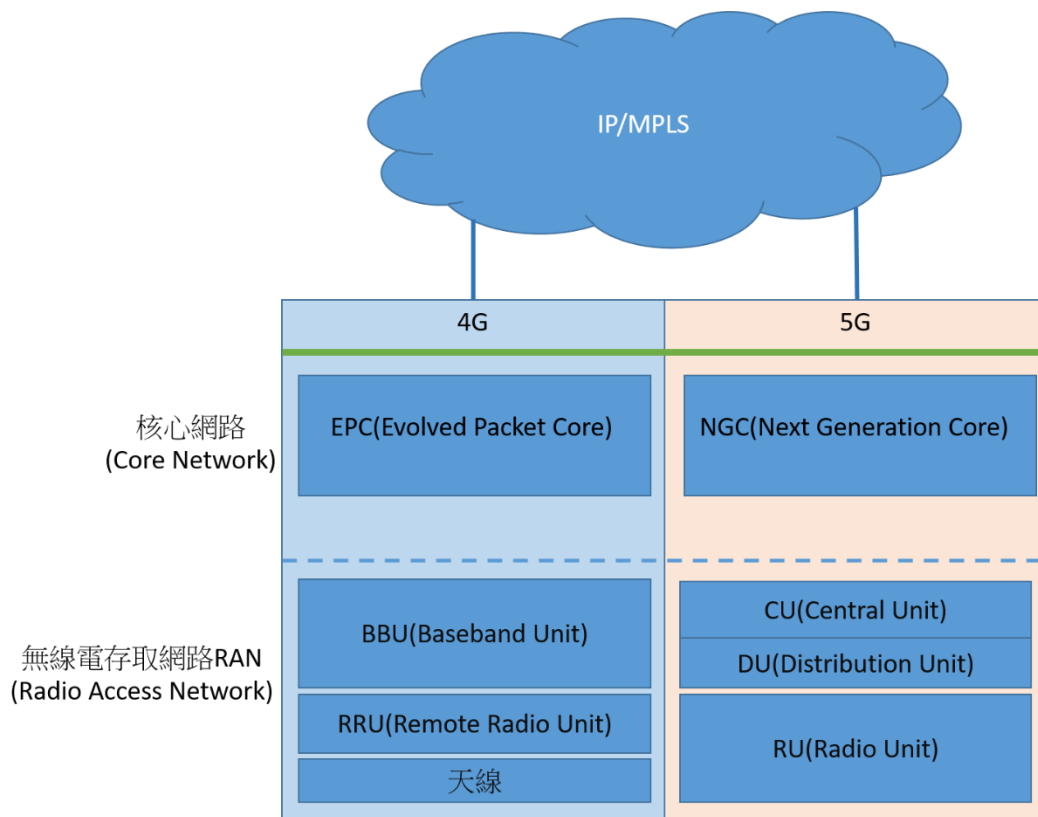 IP/MPLS
4G
5G
核心網路
(Core Network)
EPC(Evolved Packet Core)
NGC(Next Generation Core)
無線電存取網路RAN
(Radio Access Network)
BBU(Baseband Unit)
RRU(Remote Radio Unit)
天線
CU(Central Unit)
DU(Distribution Unit)
RU(Radio Unit)